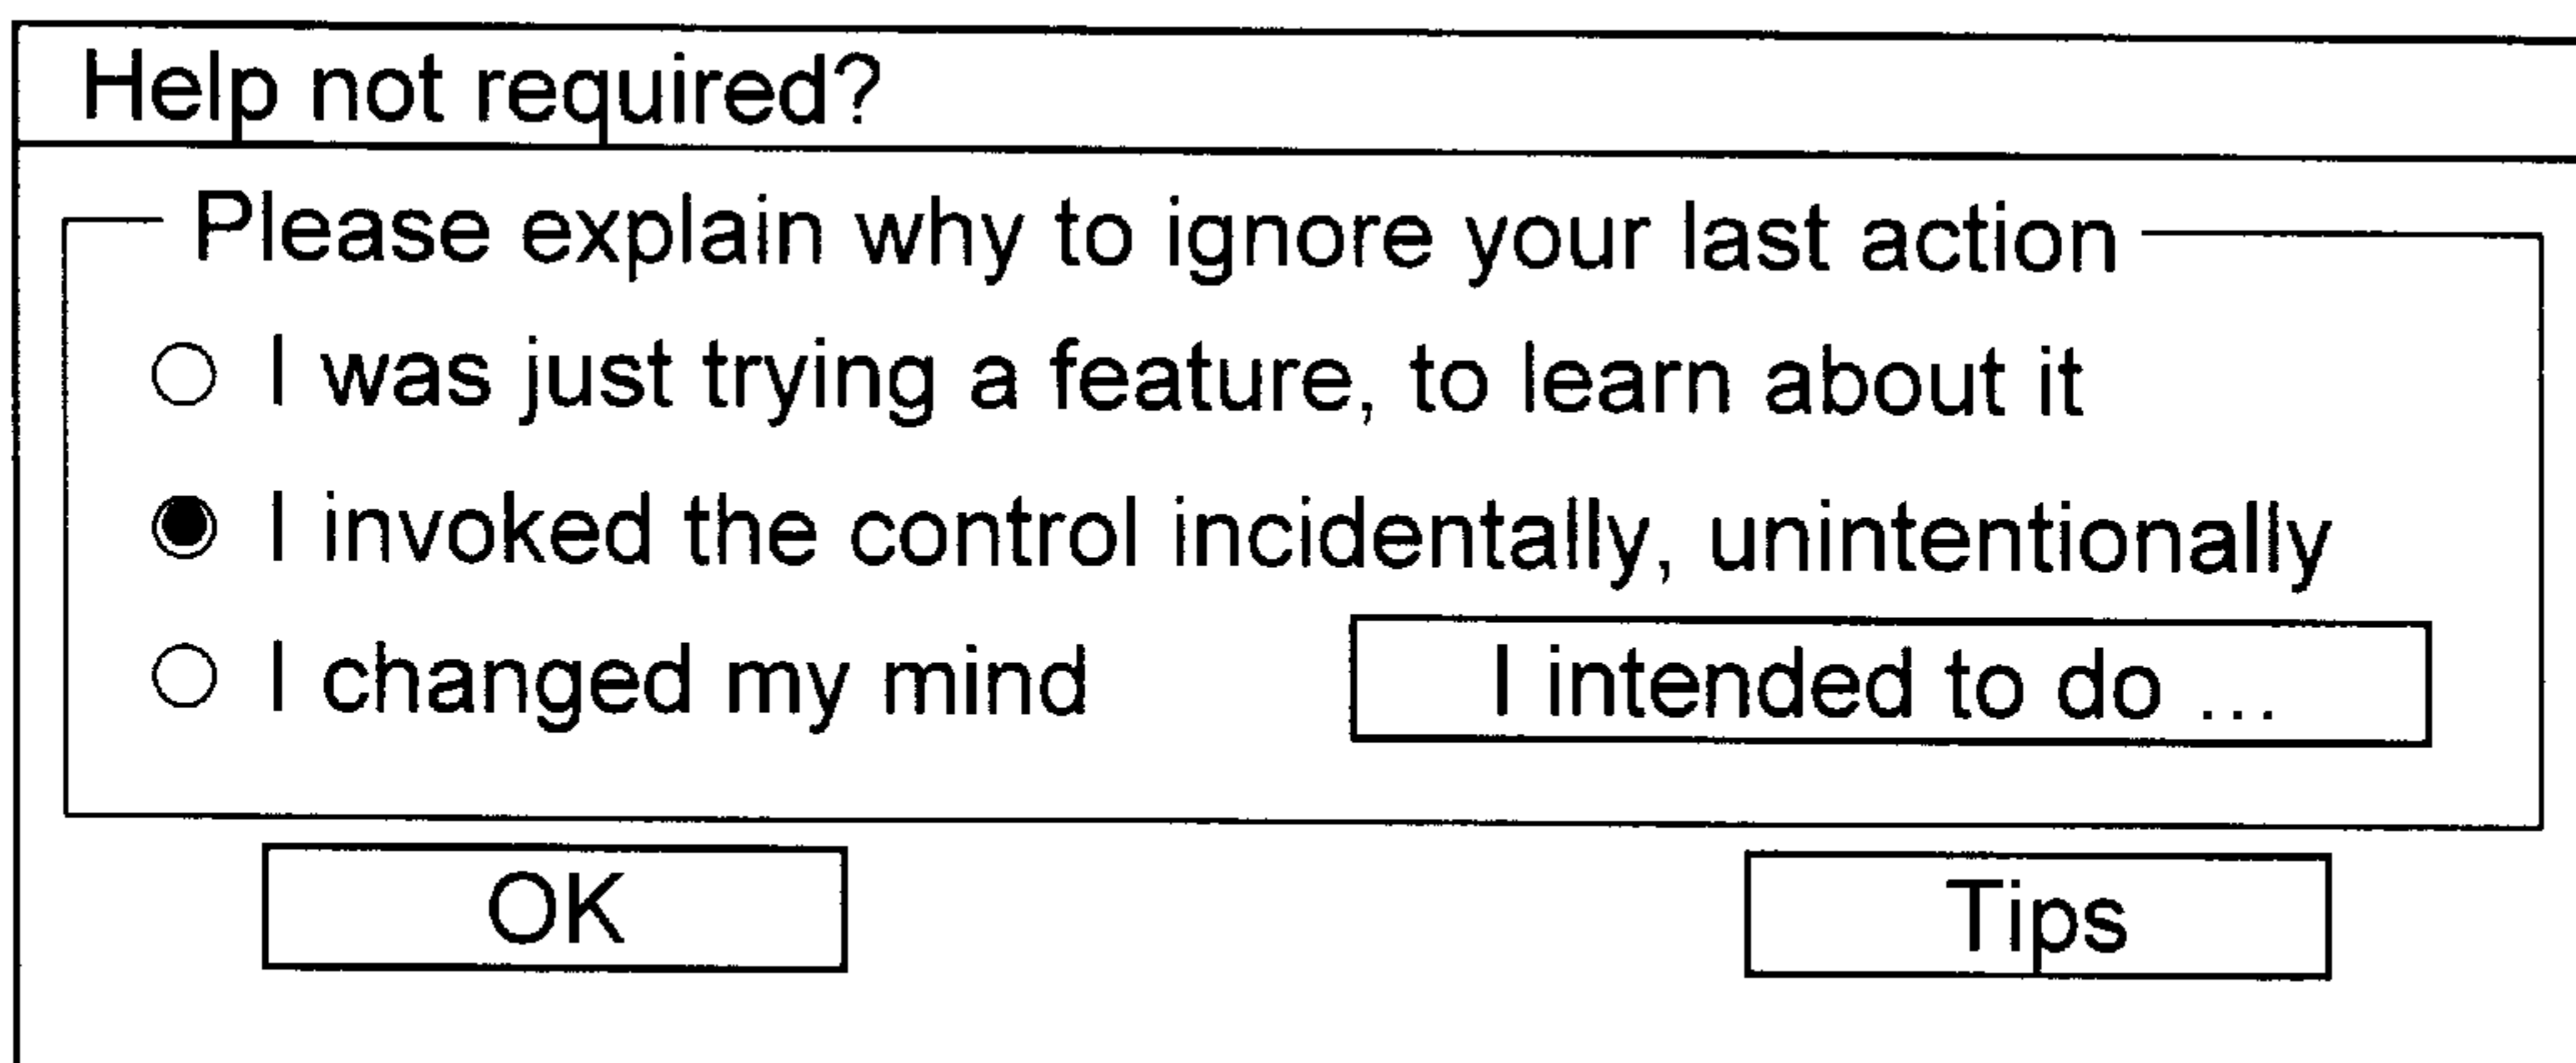 Help not required?
Please explain why to ignore your last action
I was just trying a feature, to learn about it
I invoked the control incidentally, unintentionally
I changed my mind
I intended to do ...
OK
Tips